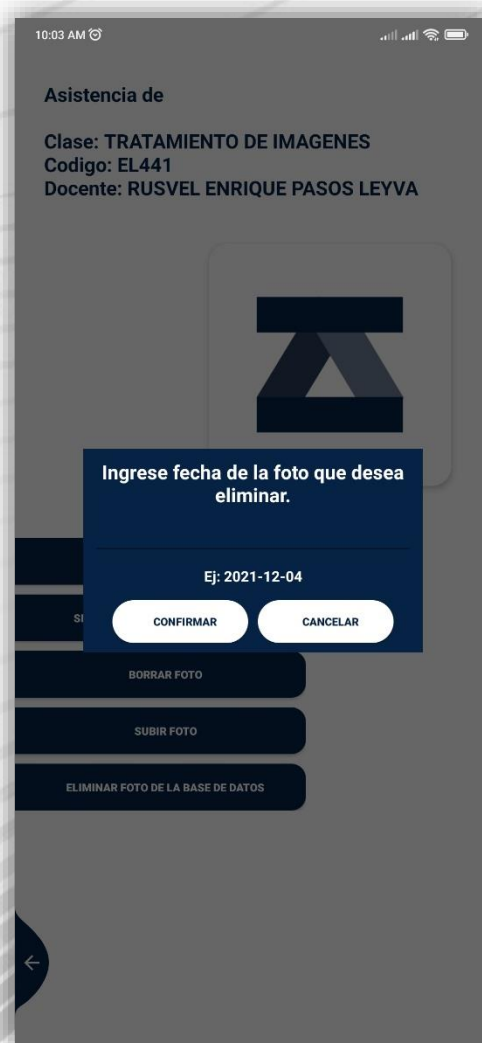 10:03 AM
Asistencia de
Clase: TRATAMIENTO DE IMAGENES
Codigo: EL441
Docente: RUSVEL ENRIQUE PASOS LEYVA
Ingrese fecha de la foto que desea
eliminar.
Ej: 2021-12-04
CONFIRMAR
CANCELAR
BORRAR FOTO
SUBIR FOTO
ELIMINAR FOTO DE LA BASE DE DATOS